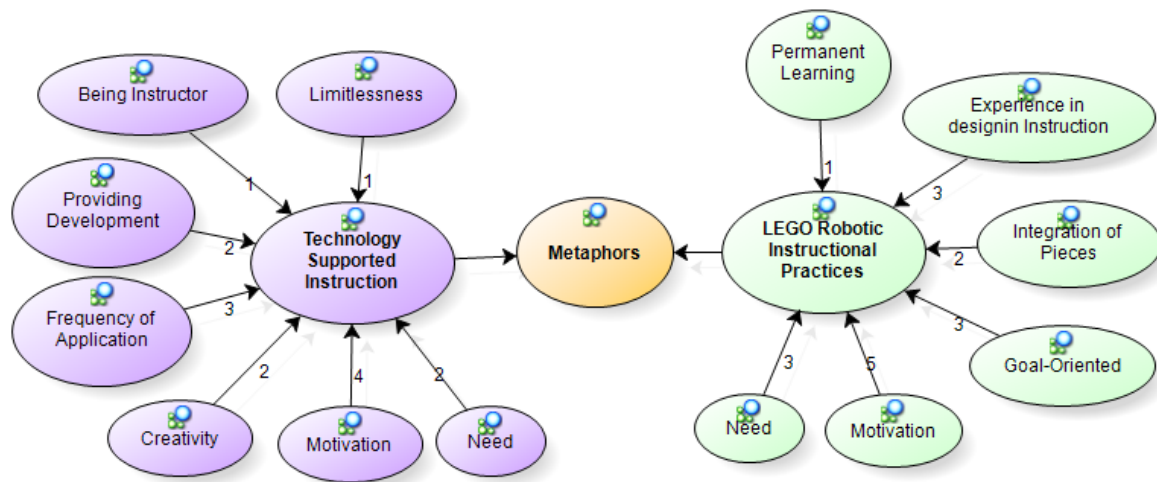 Being Instructor
Limitlessness
Permanent
Learning
Experience in
designin Instruction
1
1
1
3
Providing
Development
2
Technology
Supported
Instruction
Metaphors
LEGO Robotic
Instructional
Practices
Integration of
Pieces
2
Frequency of
Application
3
3
Goal-Oriented
2
4
2
3
5
Creativity
Motivation
Need
Need
Motivation